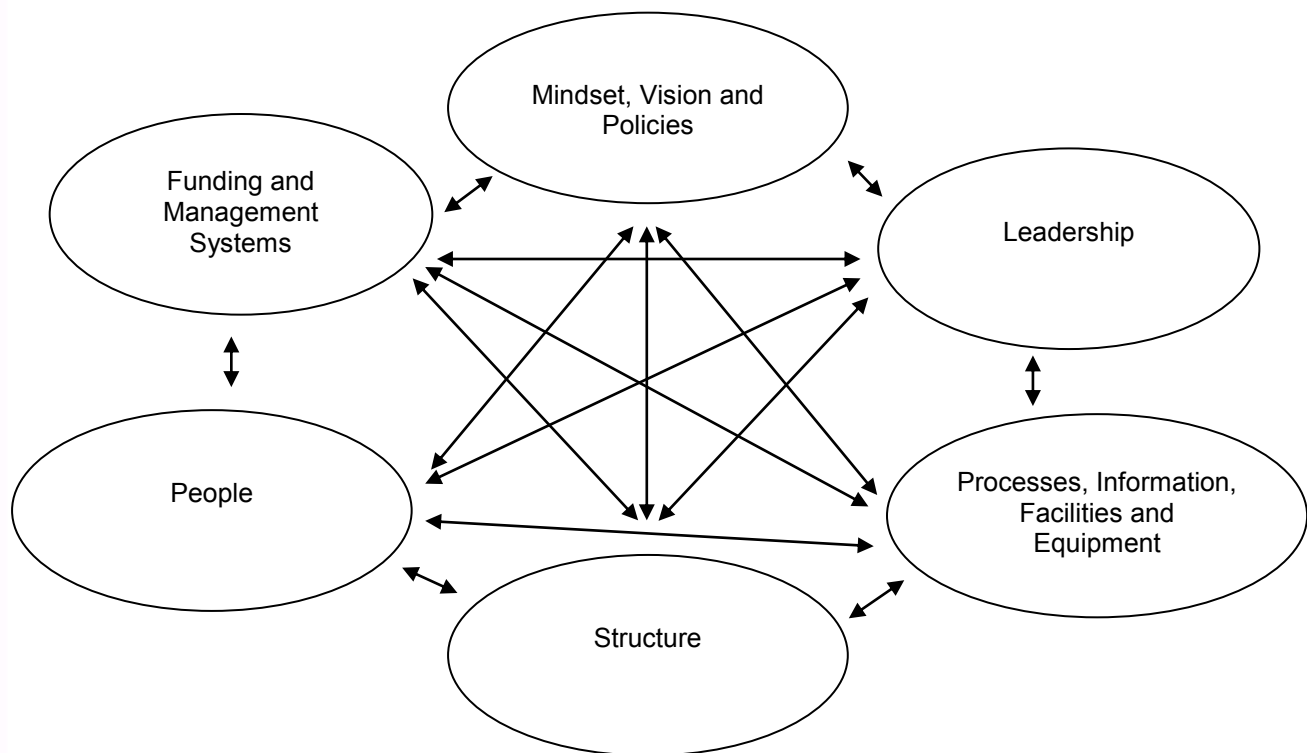 Mindset, Vision and
Policies
Funding and
Management
Systems
Leadership
People
Processes, Information,
Facilities and
Equipment
Structure